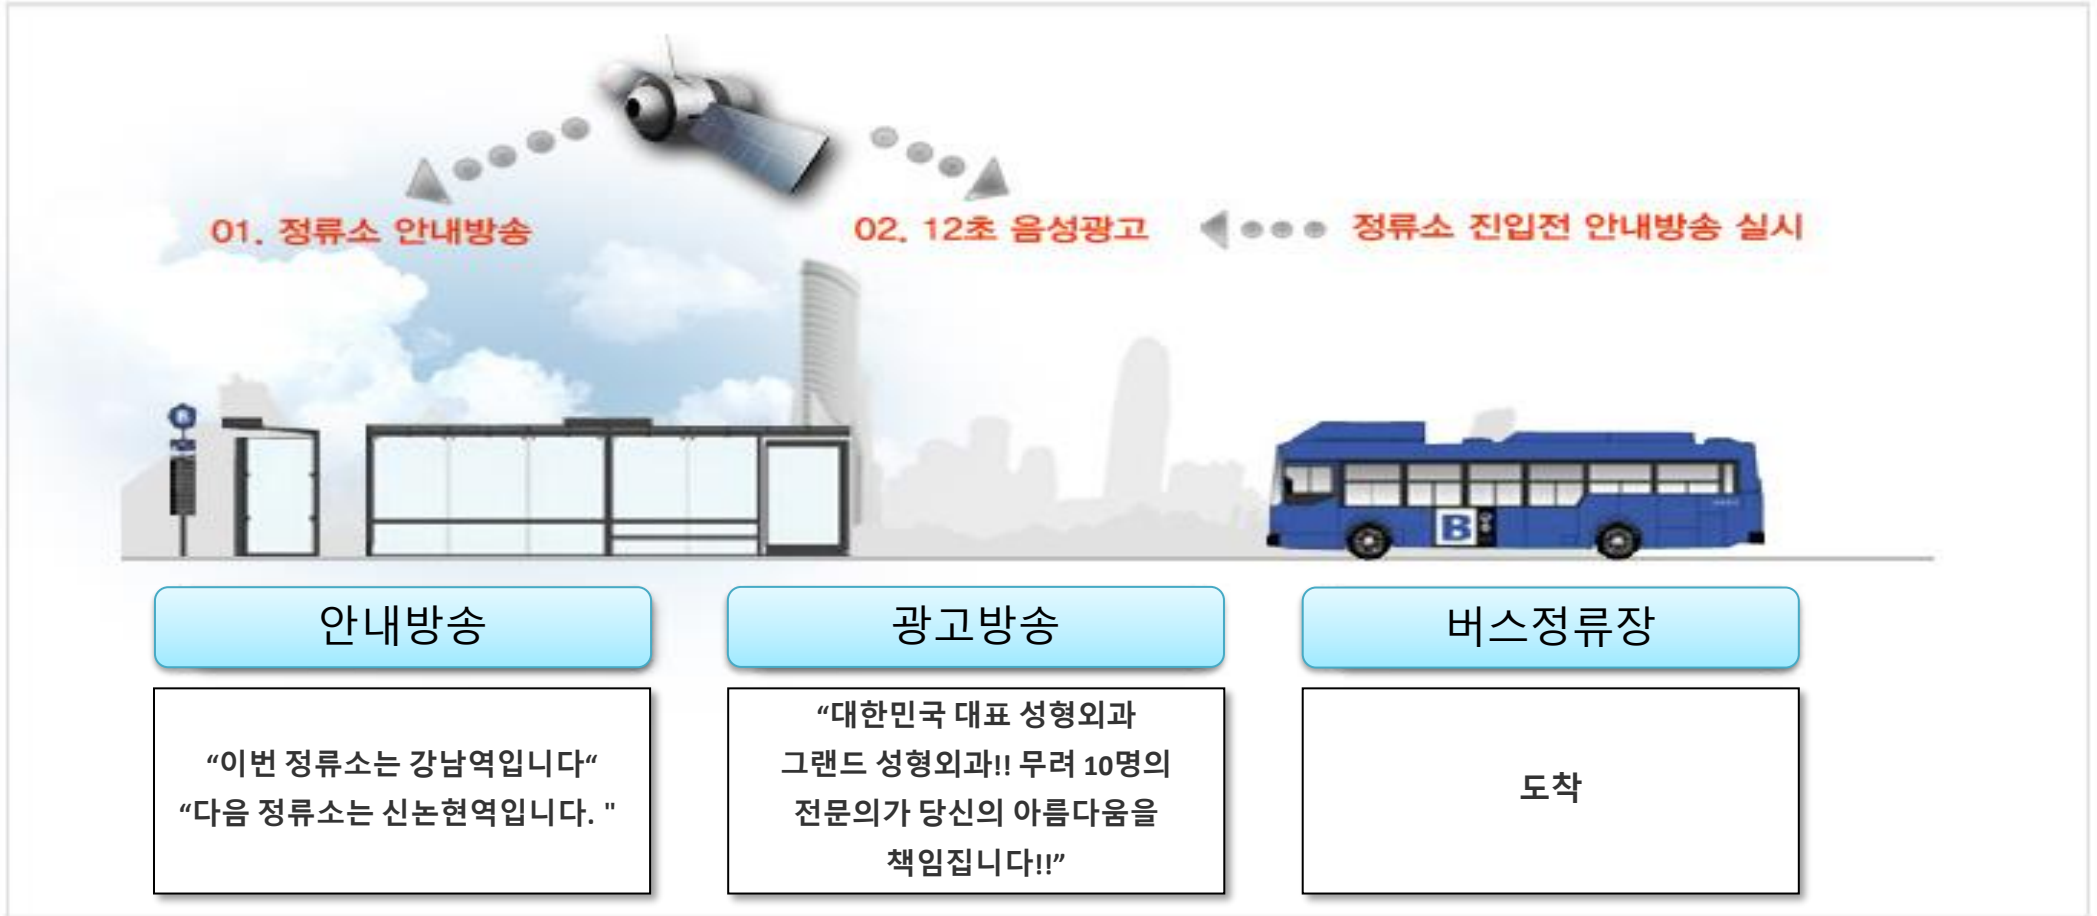 01. 정류소 안내방송
02. 12초 음성광고
정류소 진입전 안내방송 실시
B
안내방송
광고방송
버스정류장
“이번 정류소는 강남역입니다“
“다음 정류소는 신논현역입니다. "
“대한민국 대표 성형외과
그랜드 성형외과!! 무려 10명의
전문의가 당신의 아름다움을
책임집니다!!”
도착